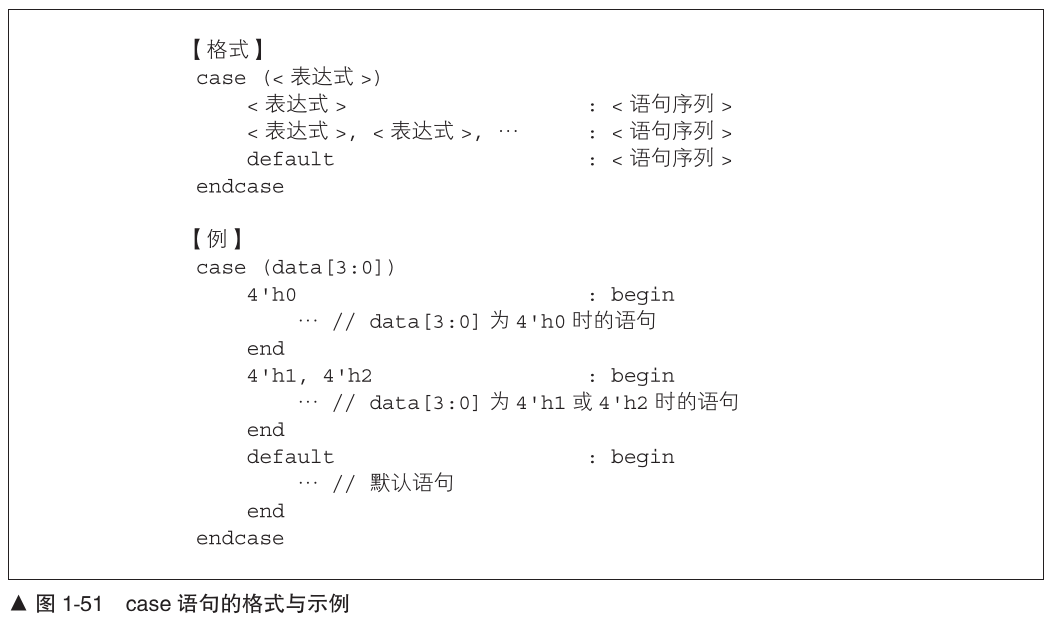 【格式】
case (<表达式>)
<表达式> : <语句序列>
<表达式>, <表达式>, … : <语句序列>
default : <语句序列>
endcase
【例】
case (data[3:0])
4'h0 : begin
… // data[3:0] 为 4'h0 时的语句
end
4'h1, 4'h2 : begin
… // data[3:0] 为 4'h1 或 4'h2 时的语句
end
default : begin
… // 默认语句
end
endcase
▲ 图 1-51 case 语句的格式与示例